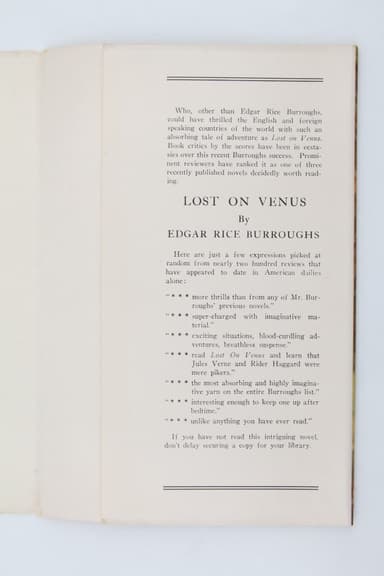 Who, other than Edgar Rice Burroughs,
could have thrilled the English and foreign
speaking countries of the world with such an
absorbing tale of adventure as Lost on Venus.
Book critics by the scores have been in ecsta-
sies over this recent Burroughs success. Promi-
nent reviewers have ranked it as one of three
recently published novels decidedly worth read-
ing.
LOST ON VENUS
By
EDGAR RICE BURROUGHS
Here are just a few expressions picked at
random from nearly two hundred reviews that
have appeared to date in American dailies
alone:
"* * * more thrills than from any of Mr. Bur-
roughs' previous novels."
"* * * super-charged with imaginative ma-
terial."
"* * * exciting situations, blood-curdling ad-
ventures, breathless suspense."
"* * * read Lost On Venus and learn that
Jules Verne and Rider Haggard were
mere pikers."
"* * * the most absorbing and highly imagina-
tive yarn on the entire Burroughs list."
"* * * interesting enough to keep one up after
bedtime."
"* * * unlike anything you have ever read."
If you have not read this intriguing novel,
don't delay securing a copy for your library.